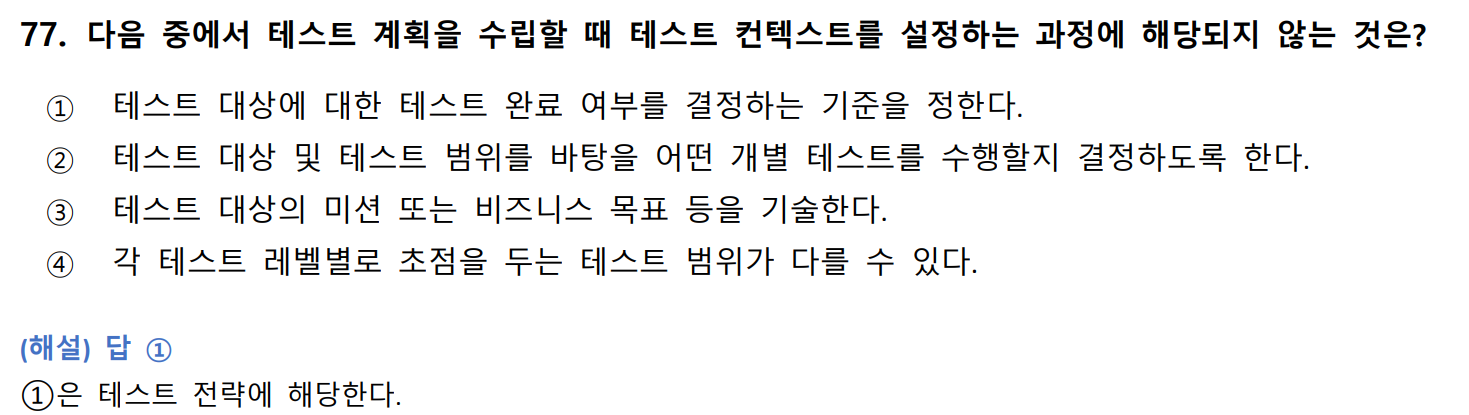 77. 다음 중에서 테스트 계획을 수립할 때 테스트 컨텍스트를 설정하는 과정에 해당되지 않는 것은?
① 테스트 대상에 대한 테스트 완료 여부를 결정하는 기준을 정한다.
② 테스트 대상 및 테스트 범위를 바탕을 어떤 개별 테스트를 수행할지 결정하도록 한다.
③ 테스트 대상의 미션 또는 비즈니스 목표 등을 기술한다.
④ 각 테스트 레벨별로 초점을 두는 테스트 범위가 다를 수 있다.
(해설) 답 ①
①은 테스트 전략에 해당한다.